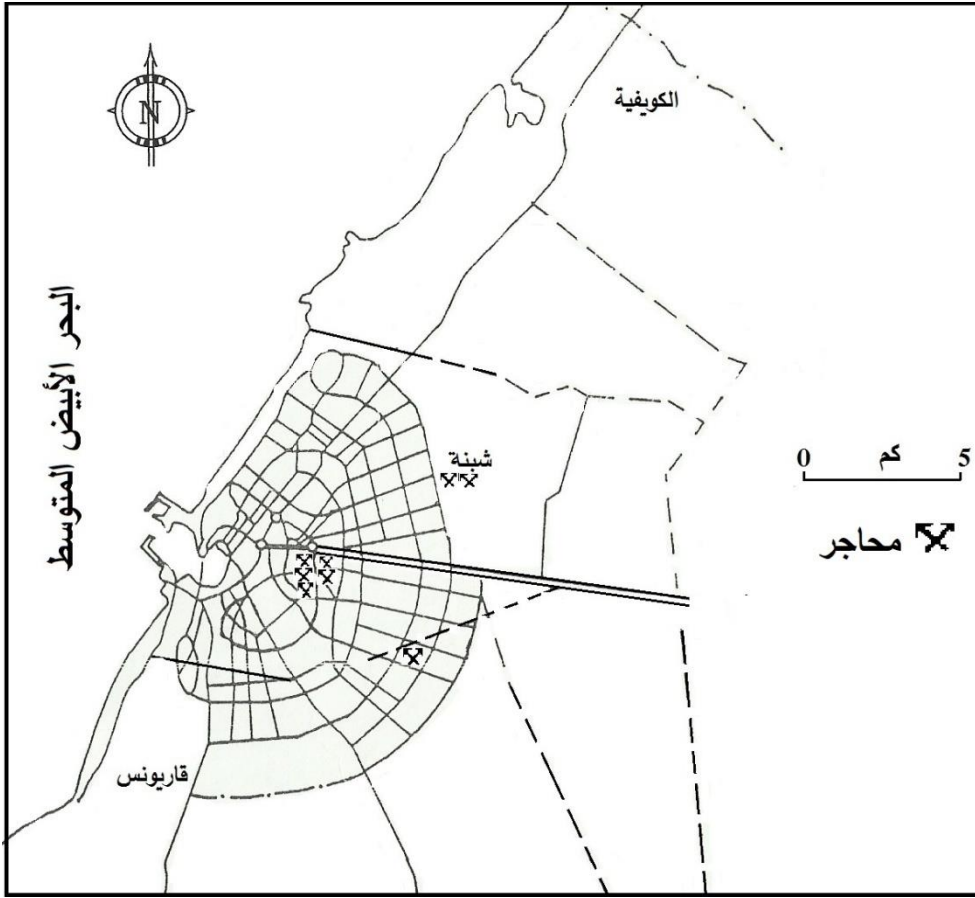 N
الكويفية
البحر الأبيض المتوسط
شبنة
0 كم 5
محاجر
قاريونس